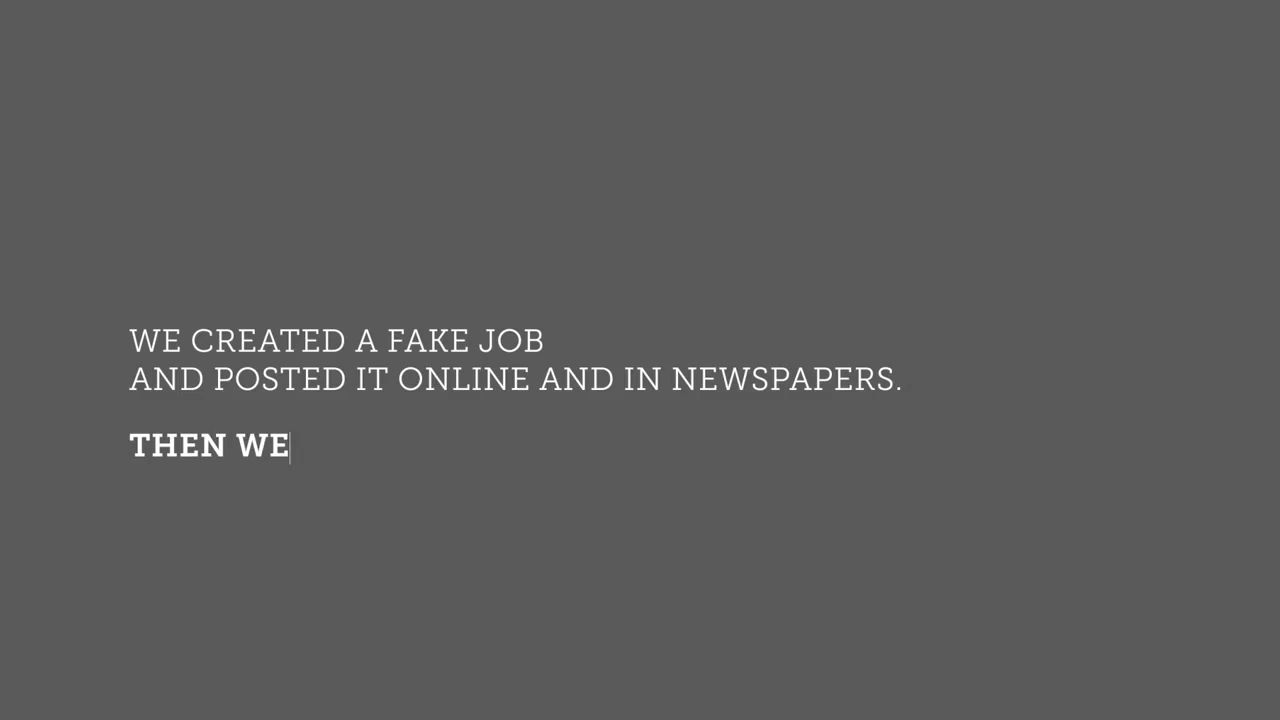 WE CREATED A FAKE JOB
AND POSTED IT ONLINE AND IN NEWSPAPERS.
THEN WE